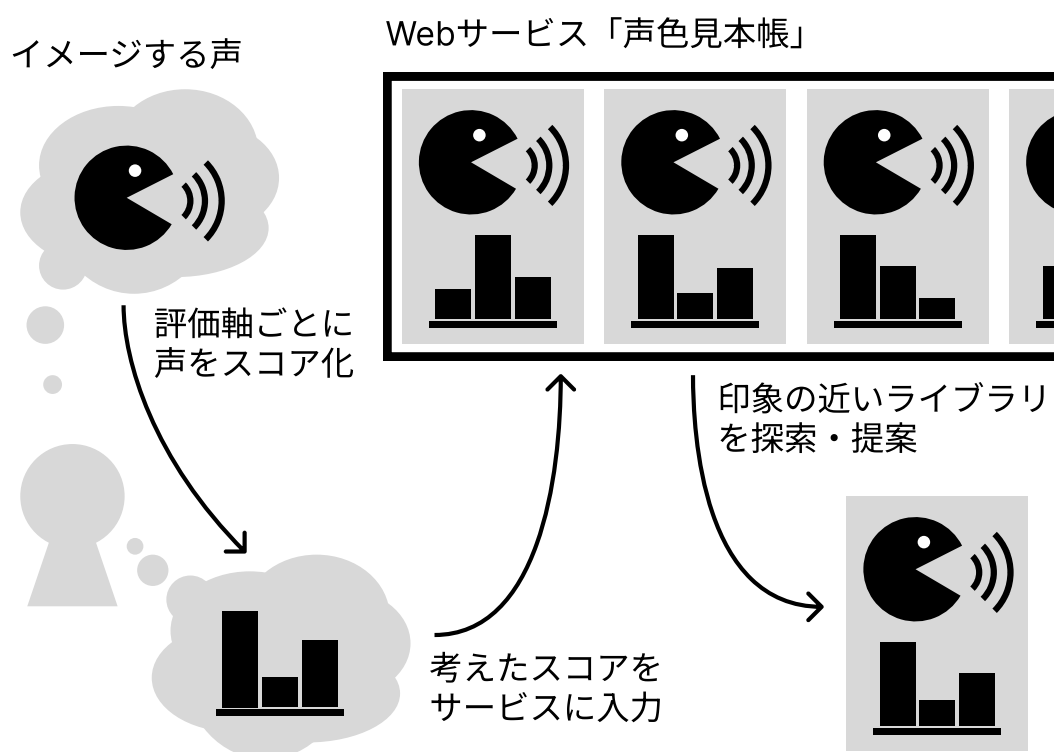 イメージする声
Webサービス「声色見本帳」
評価軸ごとに
声をスコア化
印象の近いライブラリ
を探索・提案
考えたスコアを
サービスに入力